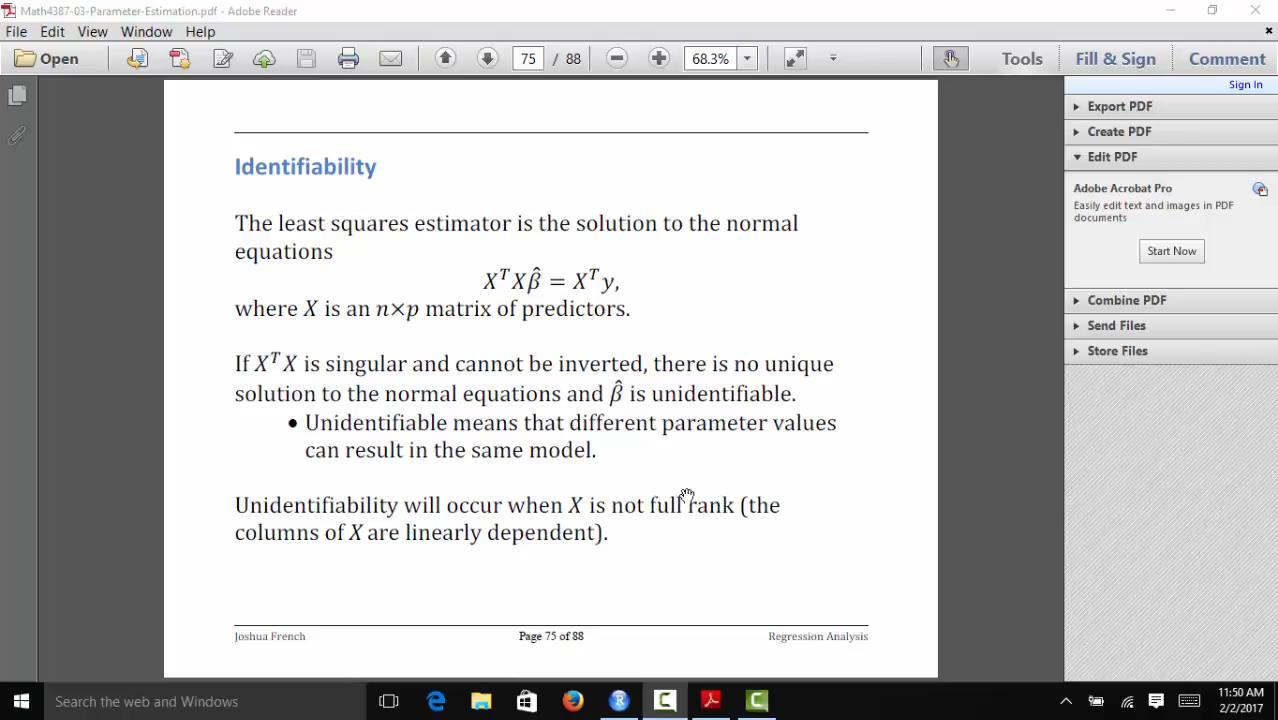 Math4387-03-Parameter-Estimation.pdf - Adobe Reader
File Edit View Window Help
Open 75 / 88 68.3% Tools Fill & Sign Comment
Sign In
Export PDF
Create PDF
Edit PDF
Adobe Acrobat Pro
Easily edit text and images in PDF
documents
Start Now
Combine PDF
Send Files
Store Files
Identifiability
The least squares estimator is the solution to the normal
equations
XᵀXβ̂ = Xᵀy,
where X is an n×p matrix of predictors.
If XᵀX is singular and cannot be inverted, there is no unique
solution to the normal equations and β̂ is unidentifiable.
• Unidentifiable means that different parameter values
can result in the same model.
Unidentifiability will occur when X is not full rank (the
columns of X are linearly dependent).
Joshua French Page 75 of 88 Regression Analysis
Search the web and Windows
11:50 AM
2/2/2017